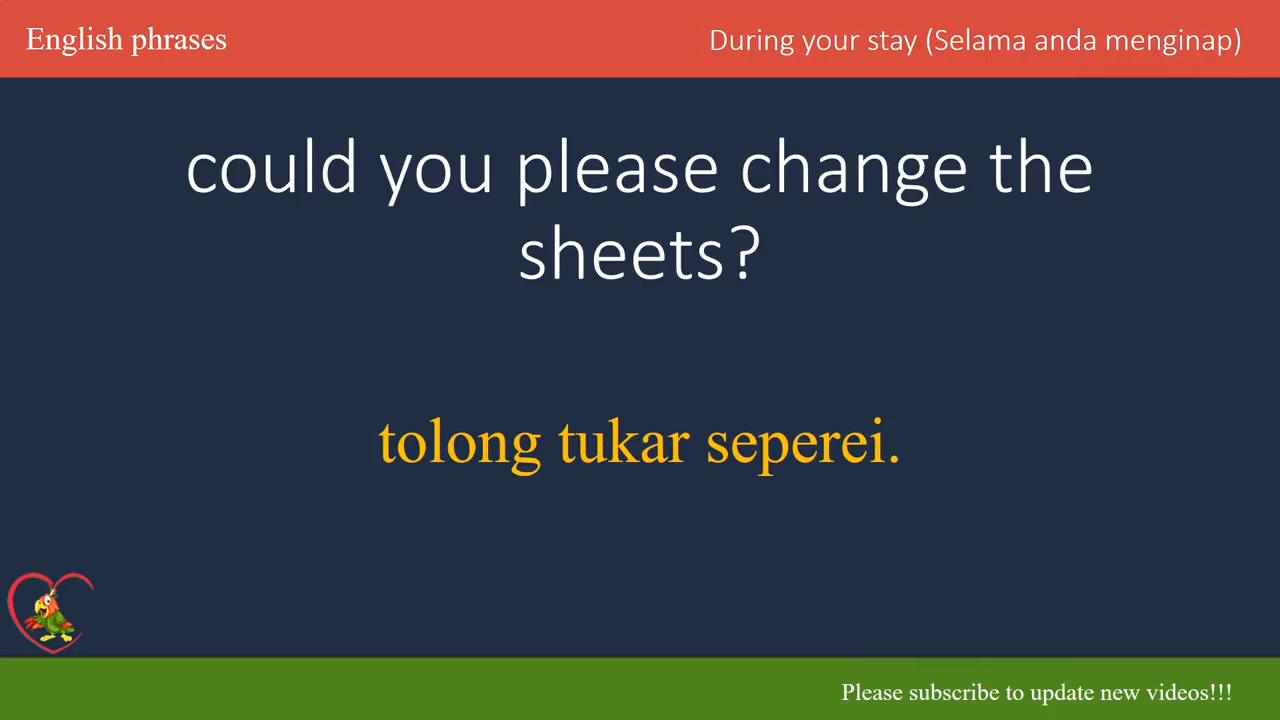 English phrases
During your stay (Selama anda menginap)
could you please change the
sheets?
tolong tukar seperei.
Please subscribe to update new videos!!!